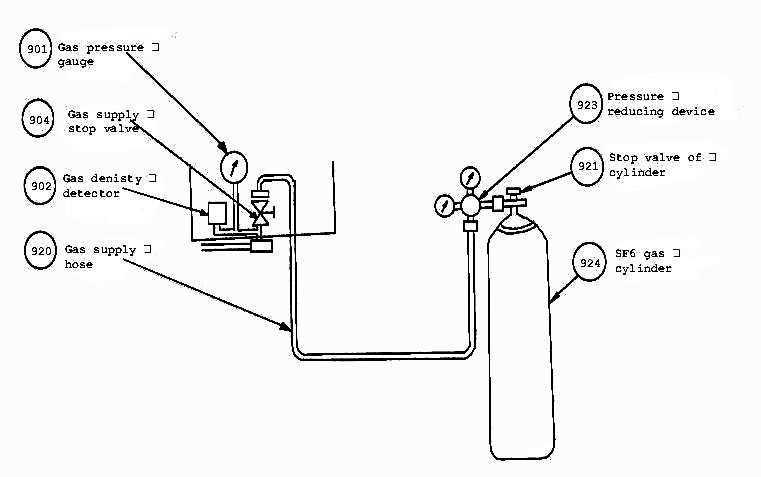 901
Gas pressure □
gauge
904
Gas supply □
stop valve
902
Gas denisty □
detector
920
Gas supply □
hose
923
Pressure □
reducing device
921
Stop valve of □
cylinder
924
SF6 gas □
cylinder